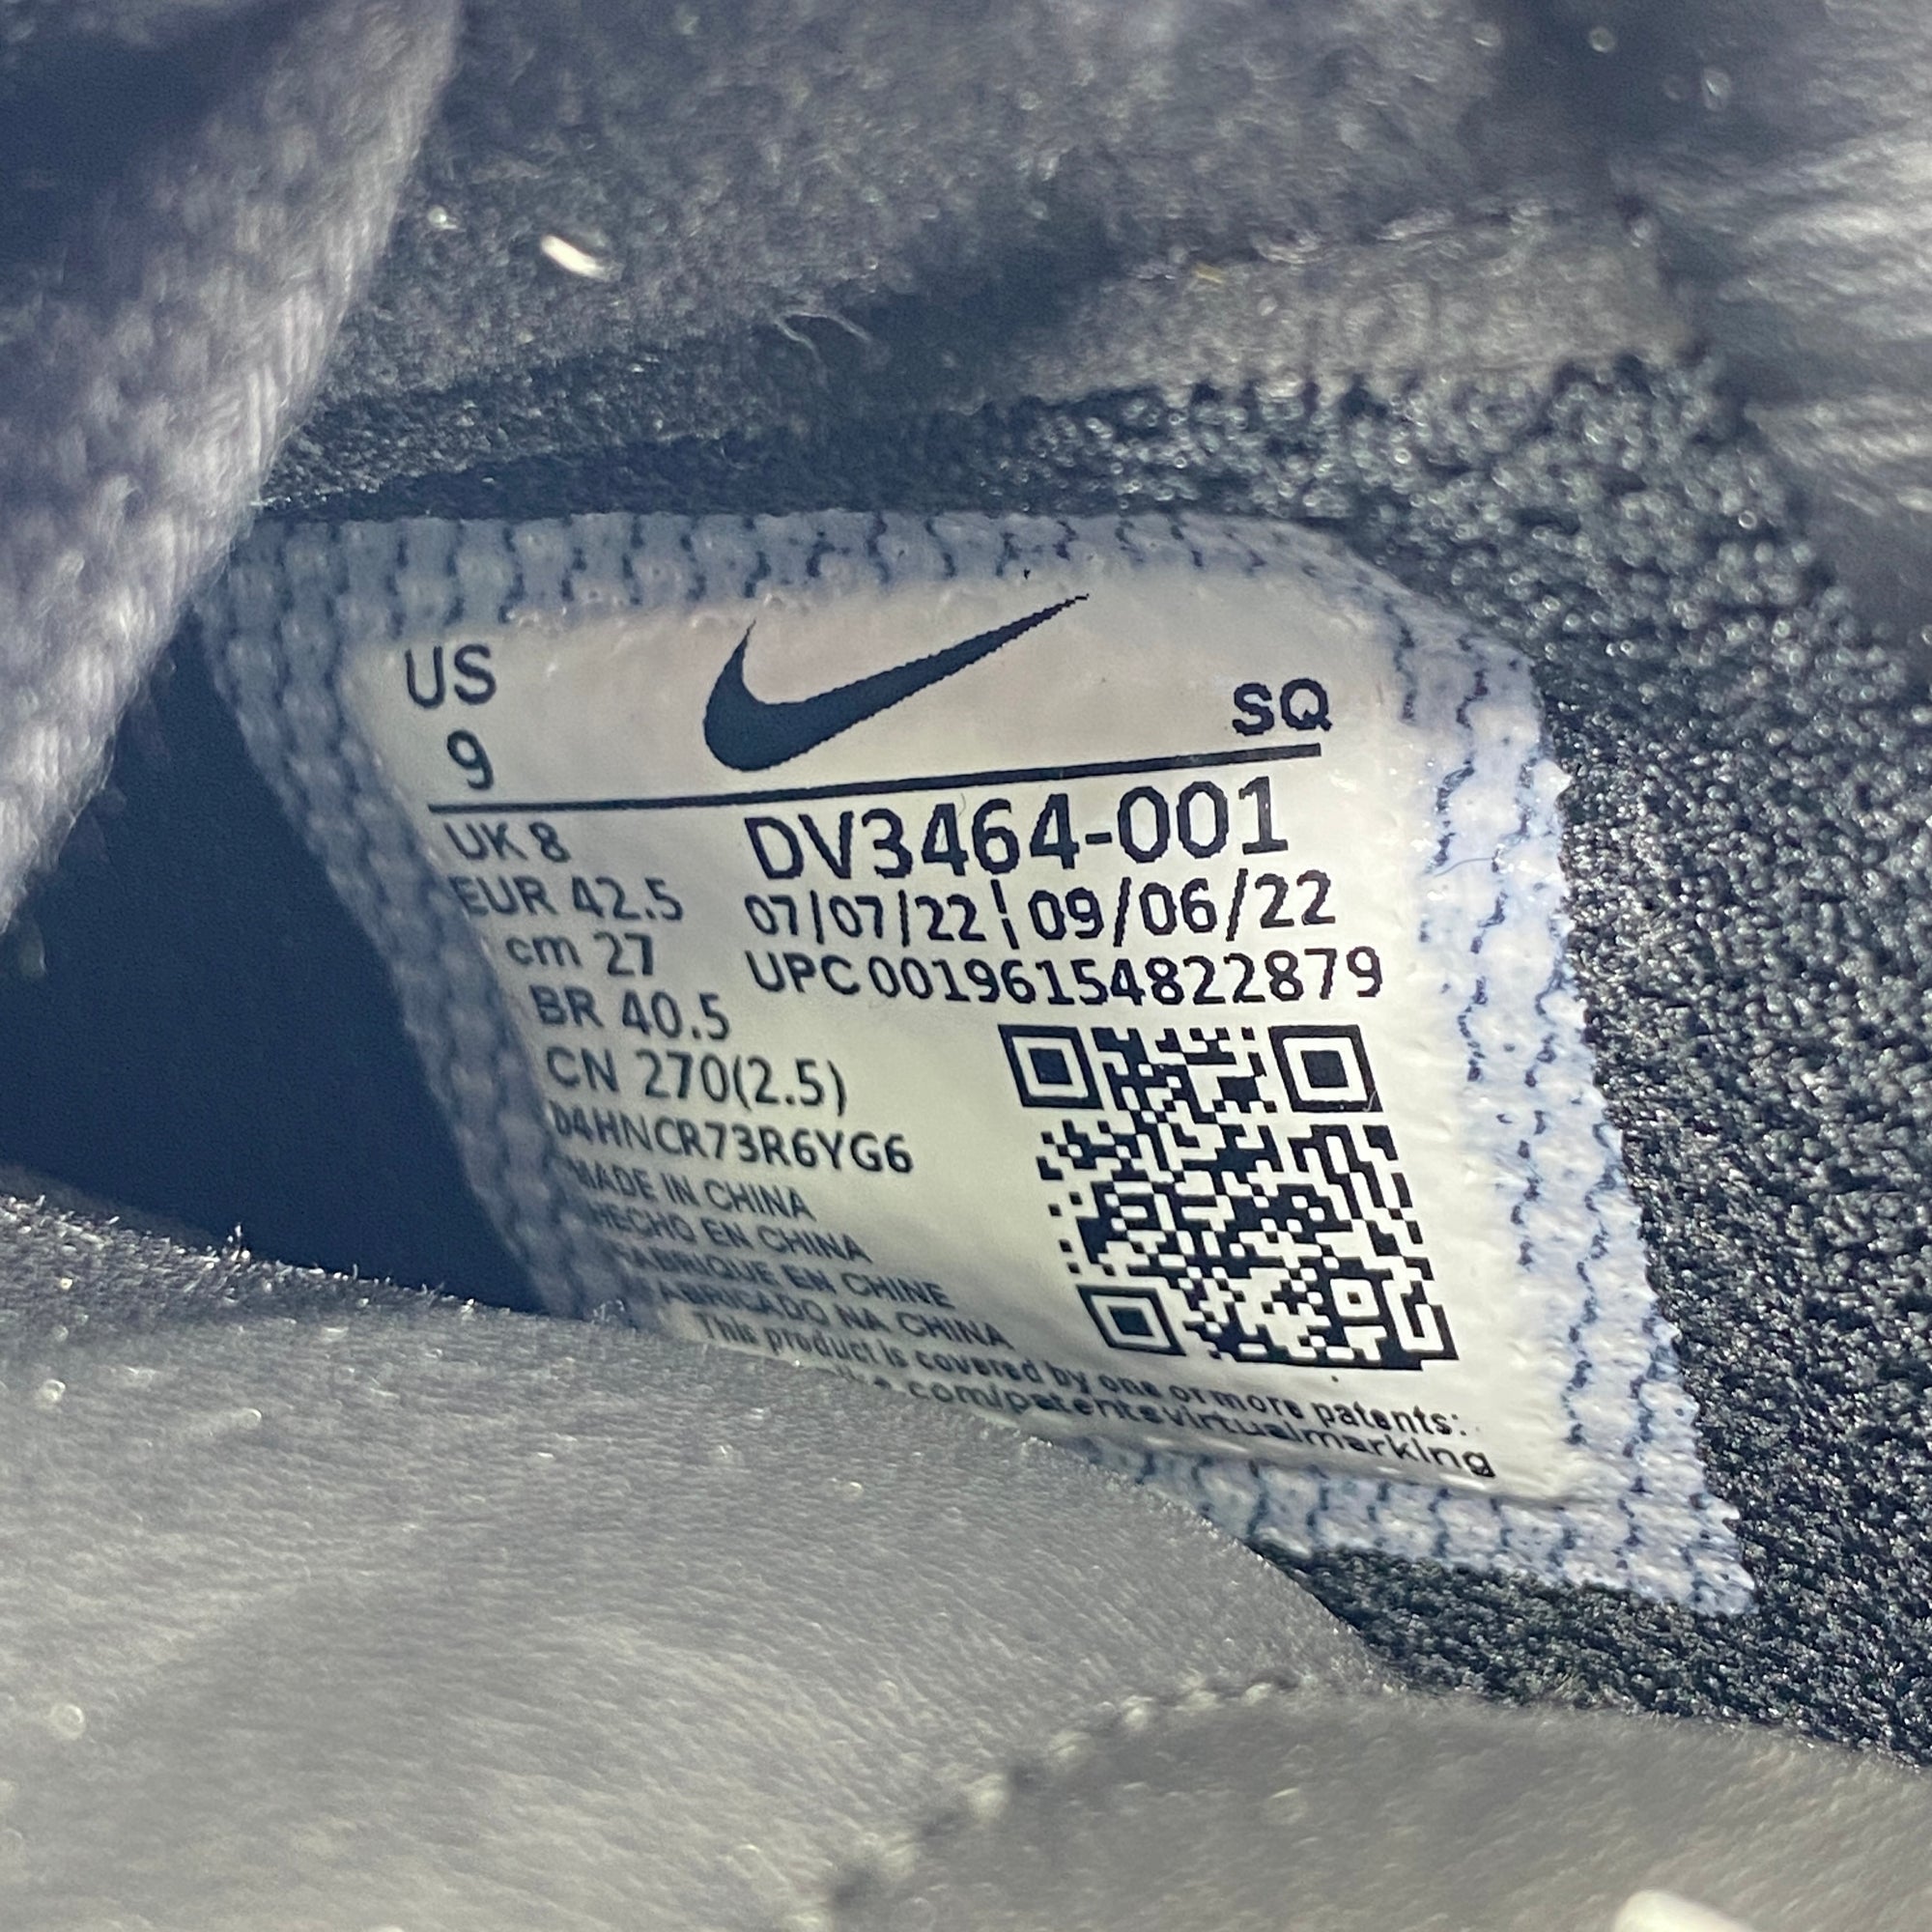 US
9
SQ
UK 8
EUR 42.5
cm 27
BR 40.5
CN 270(2.5)
D4HNCR73R6YG6
DV3464-001
07/07/22 ¦ 09/06/22
UPC 00196154822879
MADE IN CHINA
HECHO EN CHINA
FABRIQUE EN CHINE
FABRICADO NA CHINA
This product is covered by one or more patents:
.com/patentsvirtualmarking